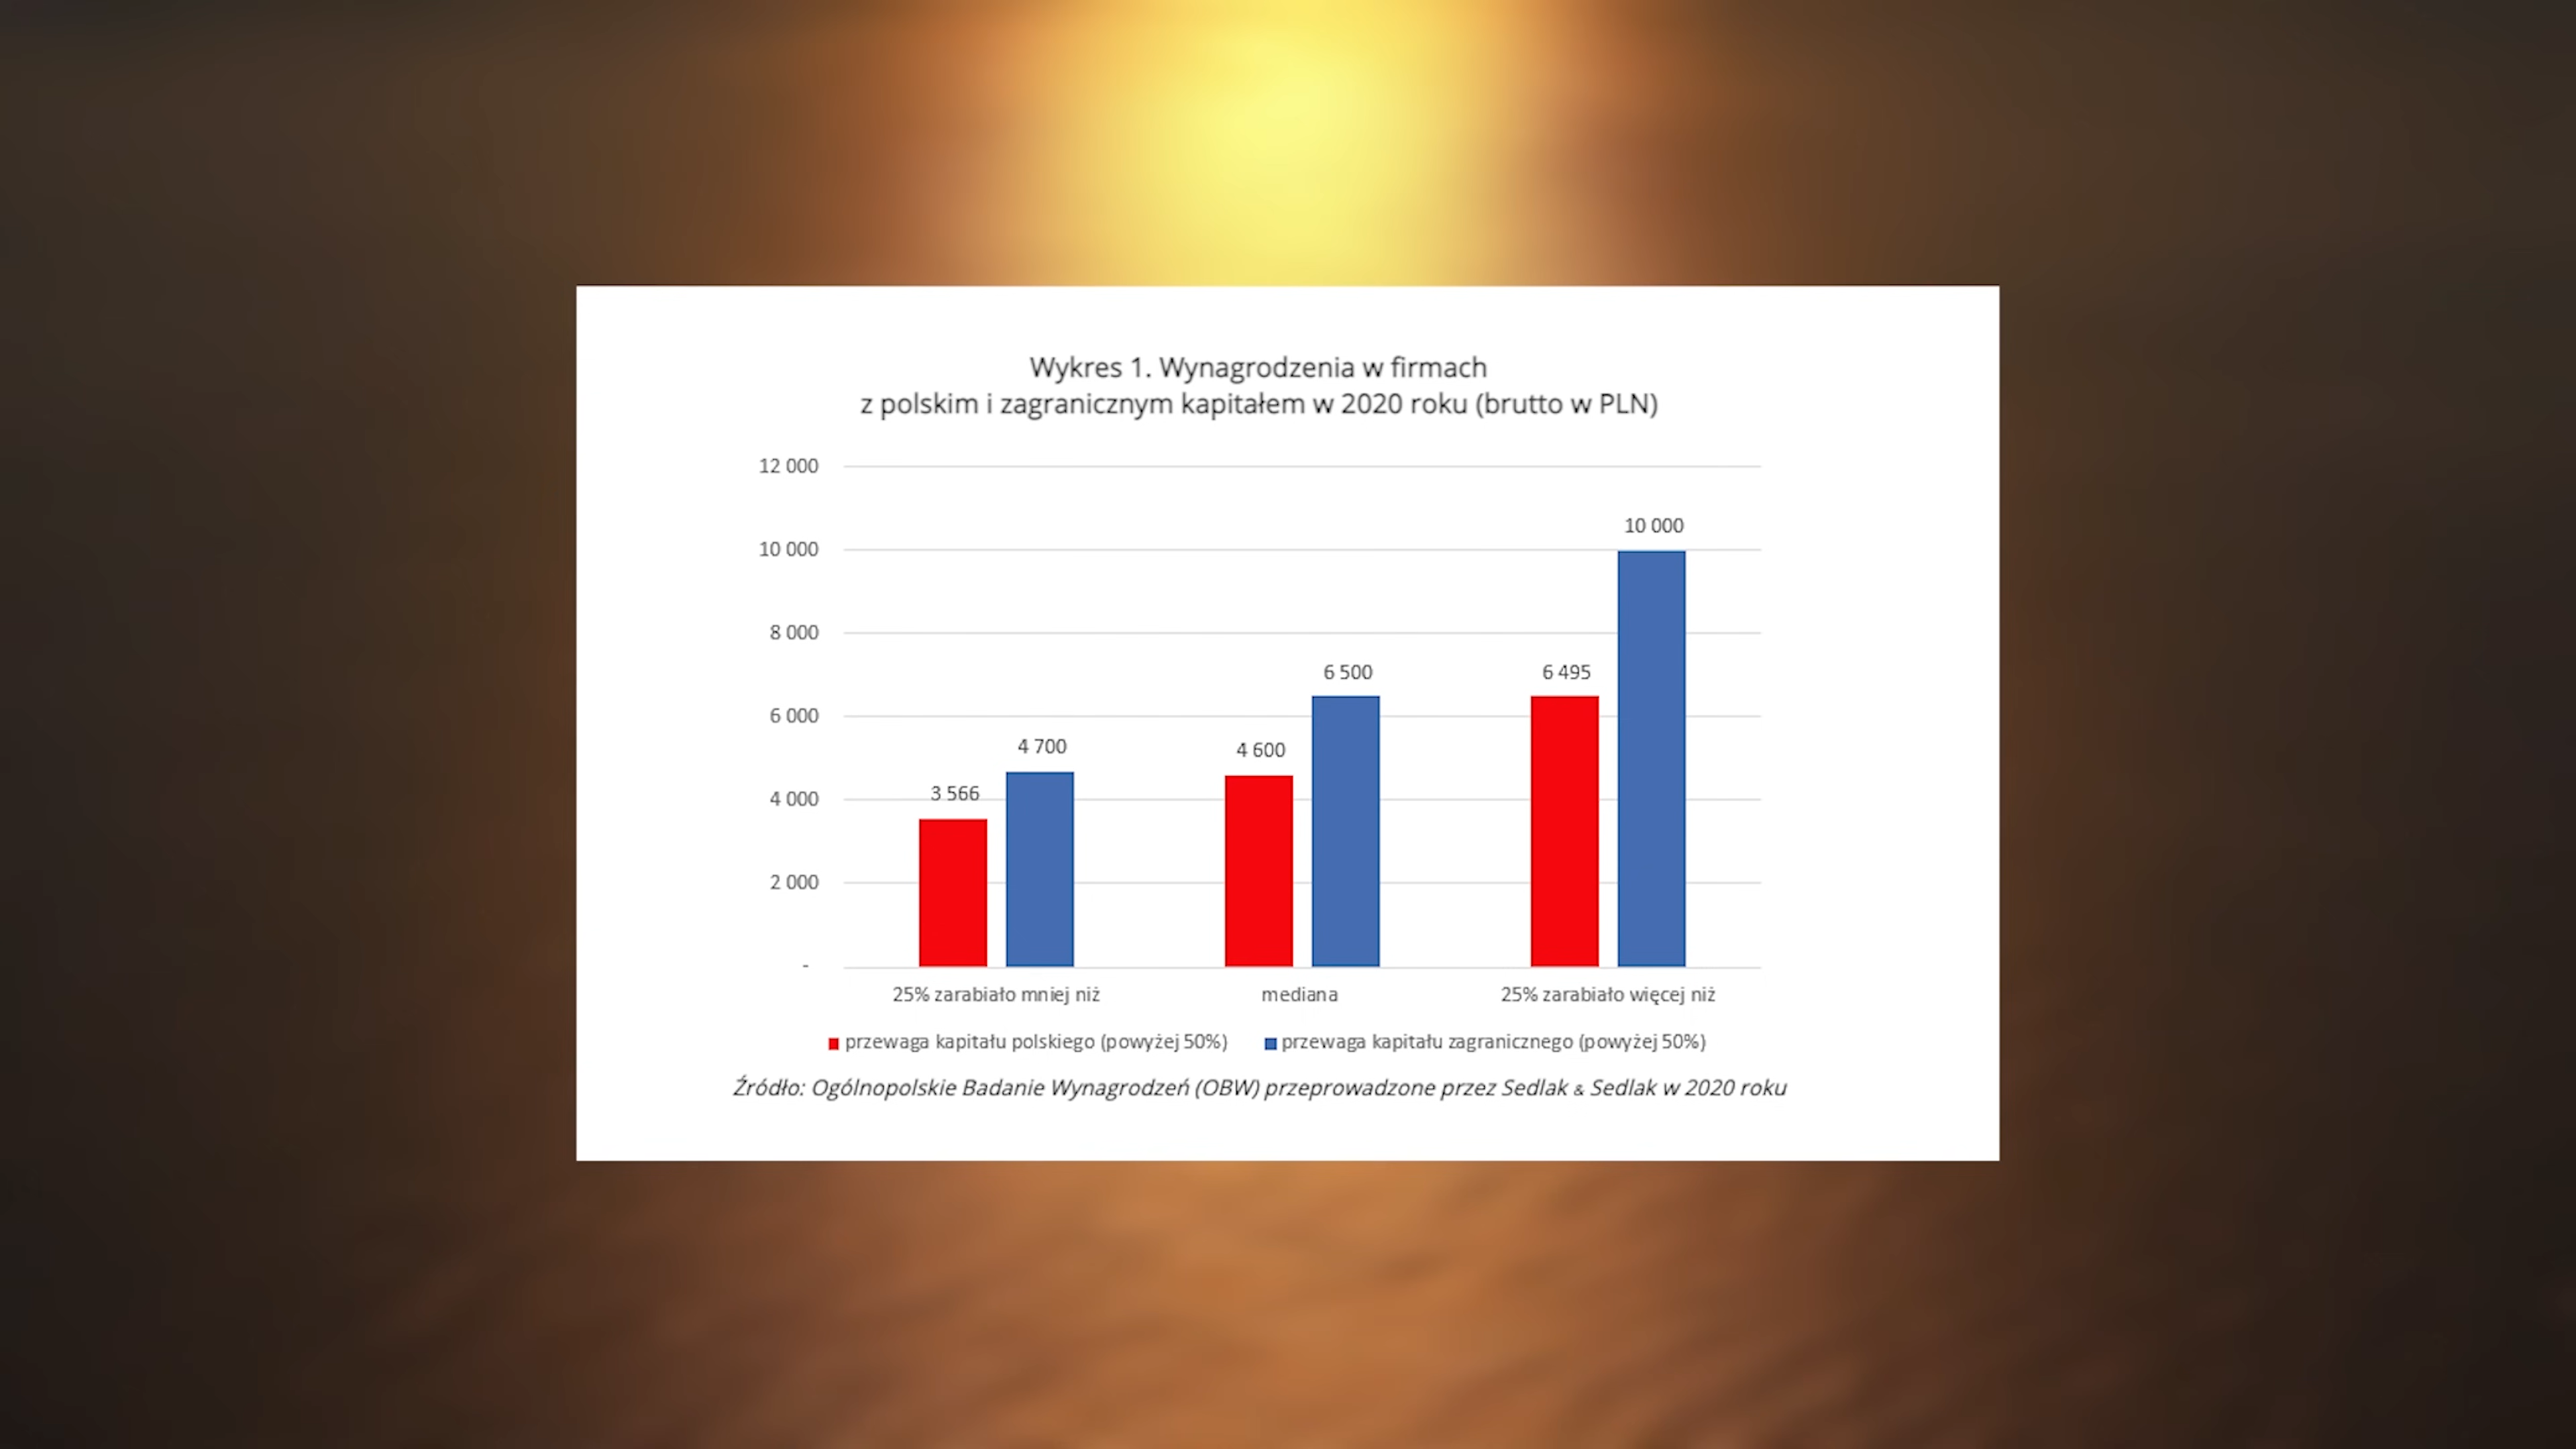 Wykres 1. Wynagrodzenia w firmach
z polskim i zagranicznym kapitałem w 2020 roku (brutto w PLN)
12 000
10 000
8 000
6 000
4 000
2 000
-
3 566
4 700
4 600
6 500
6 495
10 000
25% zarabiało mniej niż
mediana
25% zarabiało więcej niż
przewaga kapitału polskiego (powyżej 50%)
przewaga kapitału zagranicznego (powyżej 50%)
Źródło: Ogólnopolskie Badanie Wynagrodzeń (OBW) przeprowadzone przez Sedlak & Sedlak w 2020 roku